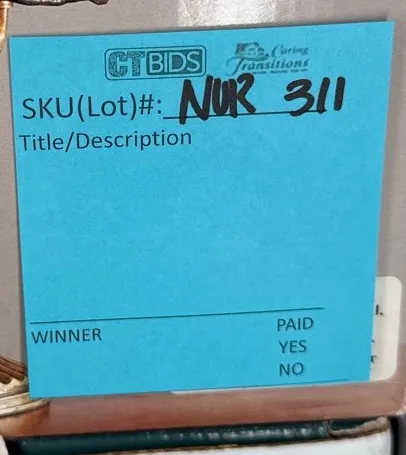 CTBIDS
Caring
Transitions
SKU(Lot)#: NUR 311
Title/Description
WINNER
PAID
YES
NO